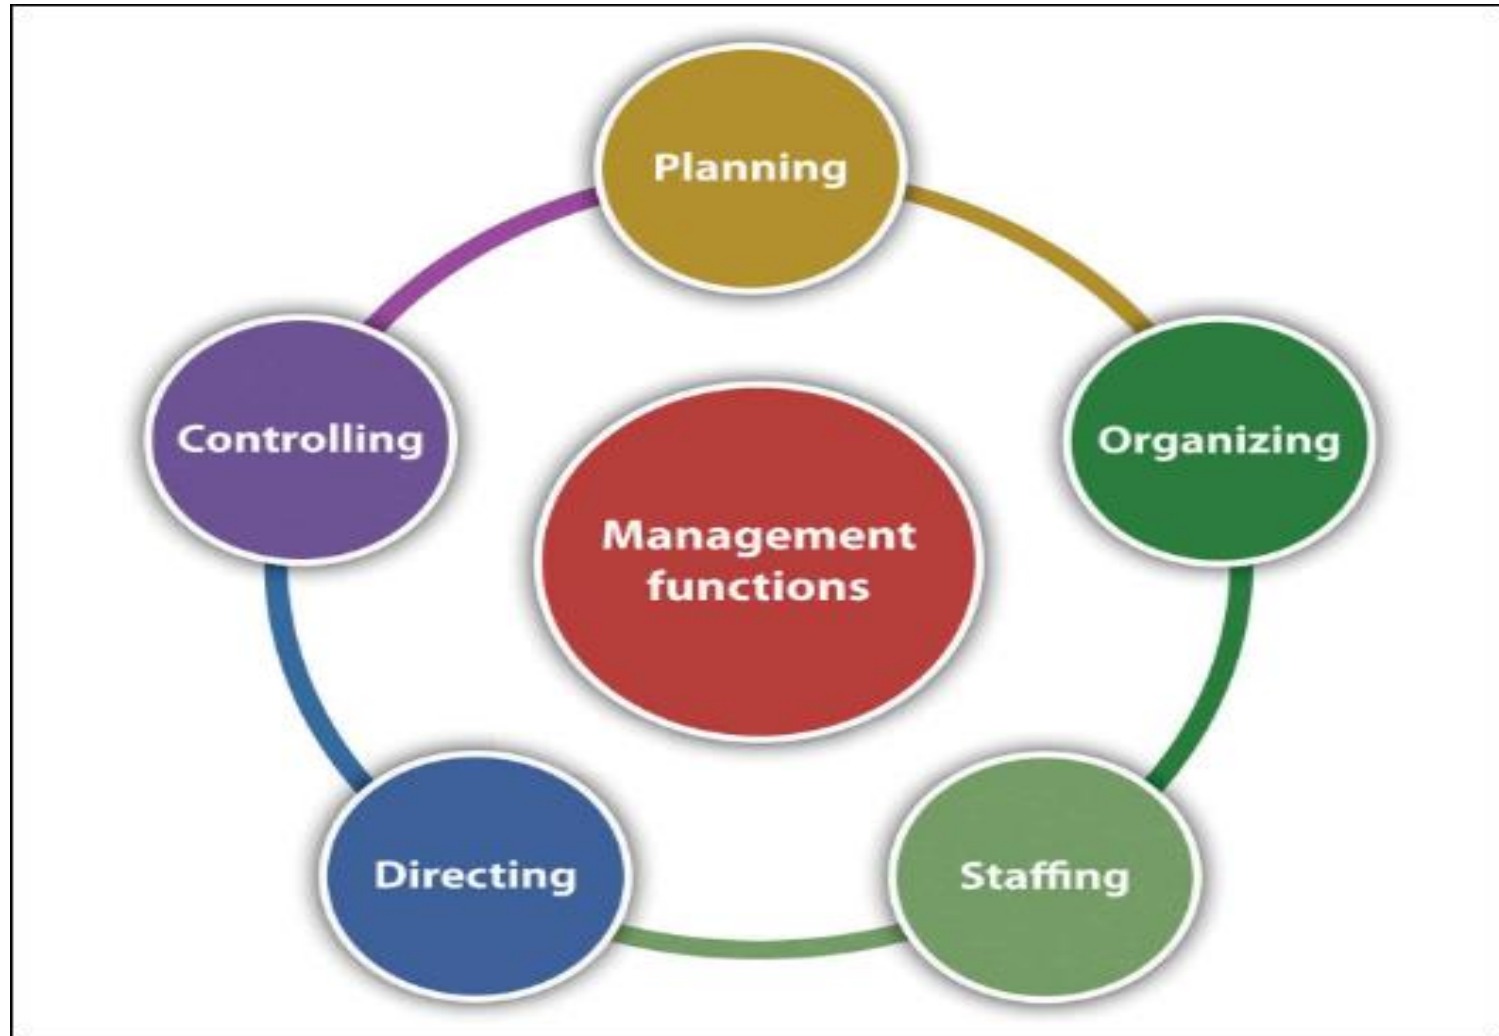 Planning
Controlling
Organizing
Management
functions
Directing
Staffing